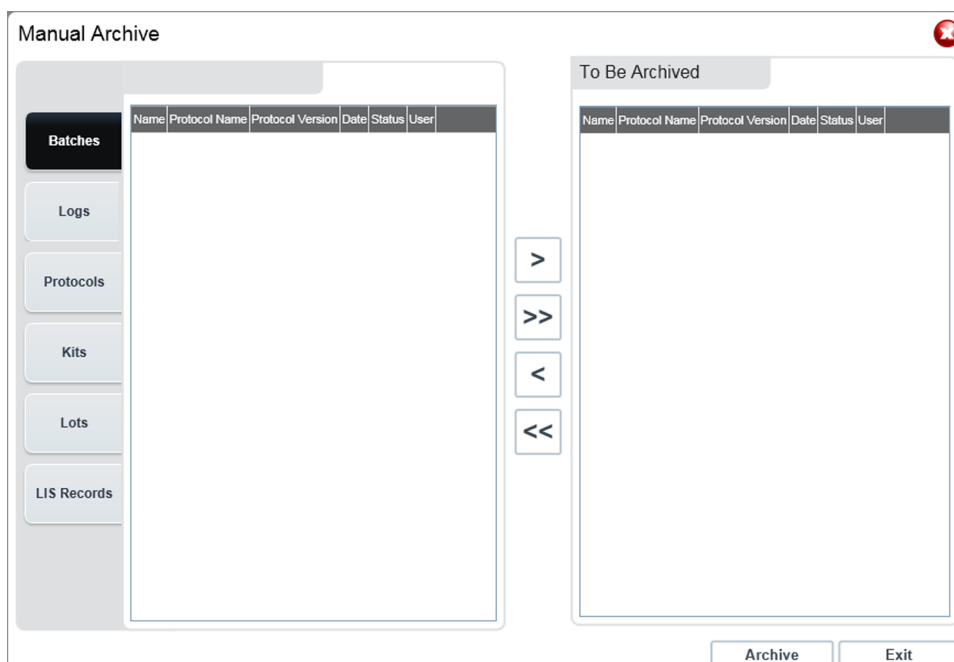 Manual Archive
To Be Archived
Name Protocol Name Protocol Version Date Status User
Name Protocol Name Protocol Version Date Status User
Batches
Logs
Protocols
Kits
Lots
LIS Records
>
>>
<
<<
Archive Exit